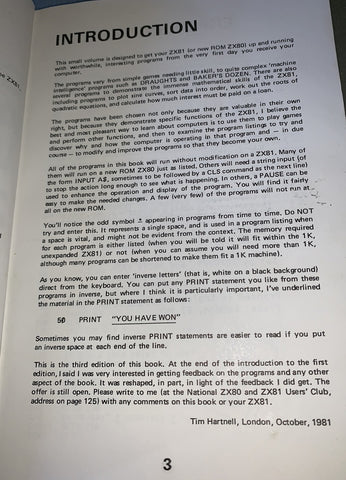 INTRODUCTION
This small volume is designed to get your ZX81 (or new ROM ZX80) up and running
with worthwhile, interesting programs from the very first day you receive your
computer.
The programs vary from simple games needing little skill, to quite complex 'machine
intelligence' programs such as DRAUGHTS and BAKER'S DOZEN. There are also
several programs to demonstrate the immense mathematical skills of the ZX81,
including programs to plot sine curves, sort data into order, work out the roots of
quadratic equations, and calculate how much interest must be paid on a loan.
The programs have been chosen not only because they are valuable in their own
right, but because they demonstrate specific functions of the ZX81. I believe the
best and most pleasant way to learn about computers is to use them to play games
and perform other functions, and then to examine the program listings to try and
discover why and how the computer is operating in that program and — in due
course — to modify and improve the programs so that they become your own.
All of the programs in this book will run without modification on a ZX81. Many of
them will run on a new ROM ZX80 just as listed. Others will need a string input (of
the form INPUT A$, sometimes to be followed by a CLS command as the next line)
to stop the action long enough to see what is happening. In others, a PAUSE can be
used to enhance the operation and display of the program. You will find it fairly
easy to make the needed changes. A few (very few) of the programs will not run at
all on the new ROM.
You'll notice the odd symbol appearing in programs from time to time. Do NOT
try and enter this. It represents a single space, and is used in a program listing when
a space is vital, and might not be evident from the context. The memory required
for each program is either listed (when you will be told it will fit within the 1K,
unexpanded ZX81) or not (when you can assume you will need more than 1K,
although many programs can be shortened to make them fit a 1K machine).
As you know, you can enter 'inverse letters' (that is, white on a black background)
direct from the keyboard. You can put any PRINT statement you like from these
programs in inverse, but where I think it is particularly important, I've underlined
the material in the PRINT statement as follows:
50 PRINT "YOU HAVE WON"
Sometimes you may find inverse PRINT statements are easier to read if you put
an inverse space at each end of the line.
This is the third edition of this book. At the end of the introduction to the first
edition, I said I was very interested in getting feedback on the programs and any other
aspect of the book. It was reshaped, in part, in light of the feedback I did get. The
offer is still open. Please write to me (at the National ZX80 and ZX81 Users' Club,
address on page 125) with any comments on this book or your ZX81.
Tim Hartnell, London, October, 1981
3